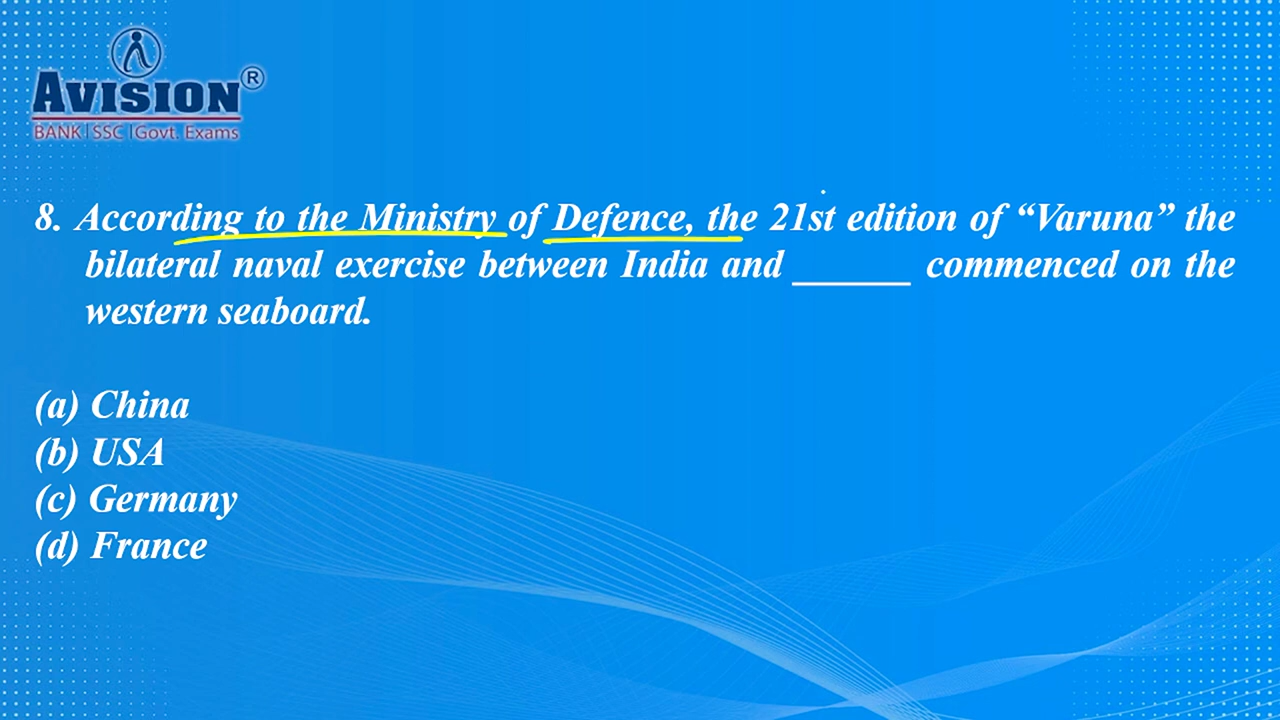 AVISION®
BANK|SSC|Govt. Exams
8. According to the Ministry of Defence, the 21st edition of “Varuna” the
bilateral naval exercise between India and ______ commenced on the
western seaboard.
(a) China
(b) USA
(c) Germany
(d) France